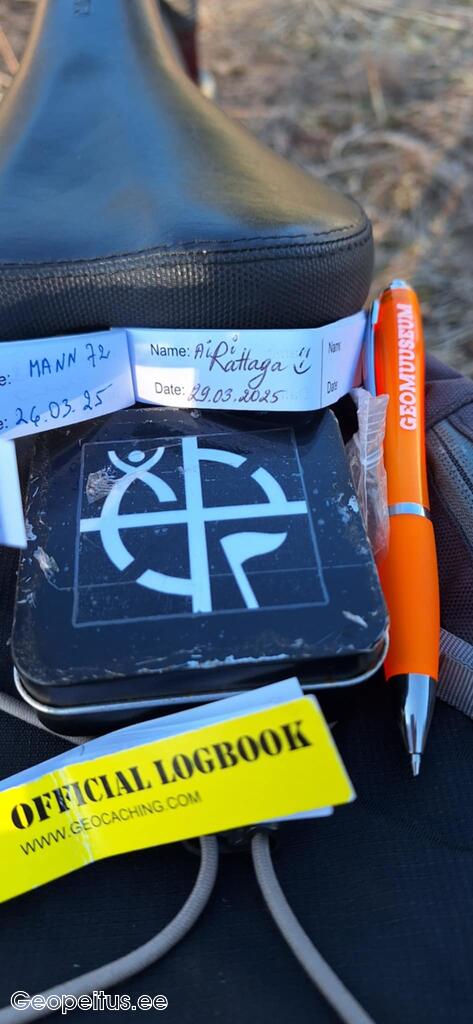 e: MANN 72
e: 26.03.25
Name: AiRi
Rattaga
Date: 29.03.2025
Name
Date
GEOMUUSEUM
OFFICIAL LOGBOOK
WWW.GEOCACHING.COM
Geopeitus.ee